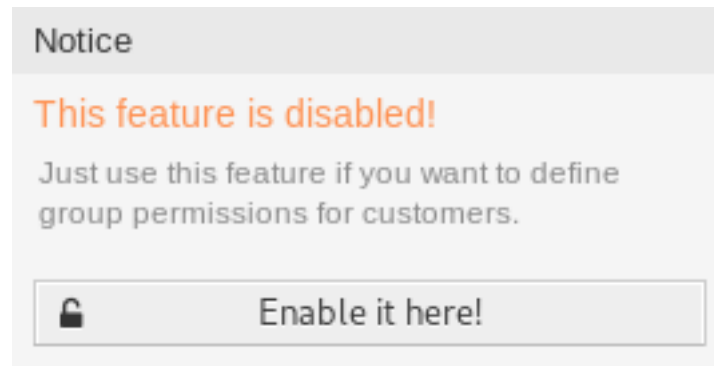 Notice
This feature is disabled!
Just use this feature if you want to define
group permissions for customers.
Enable it here!